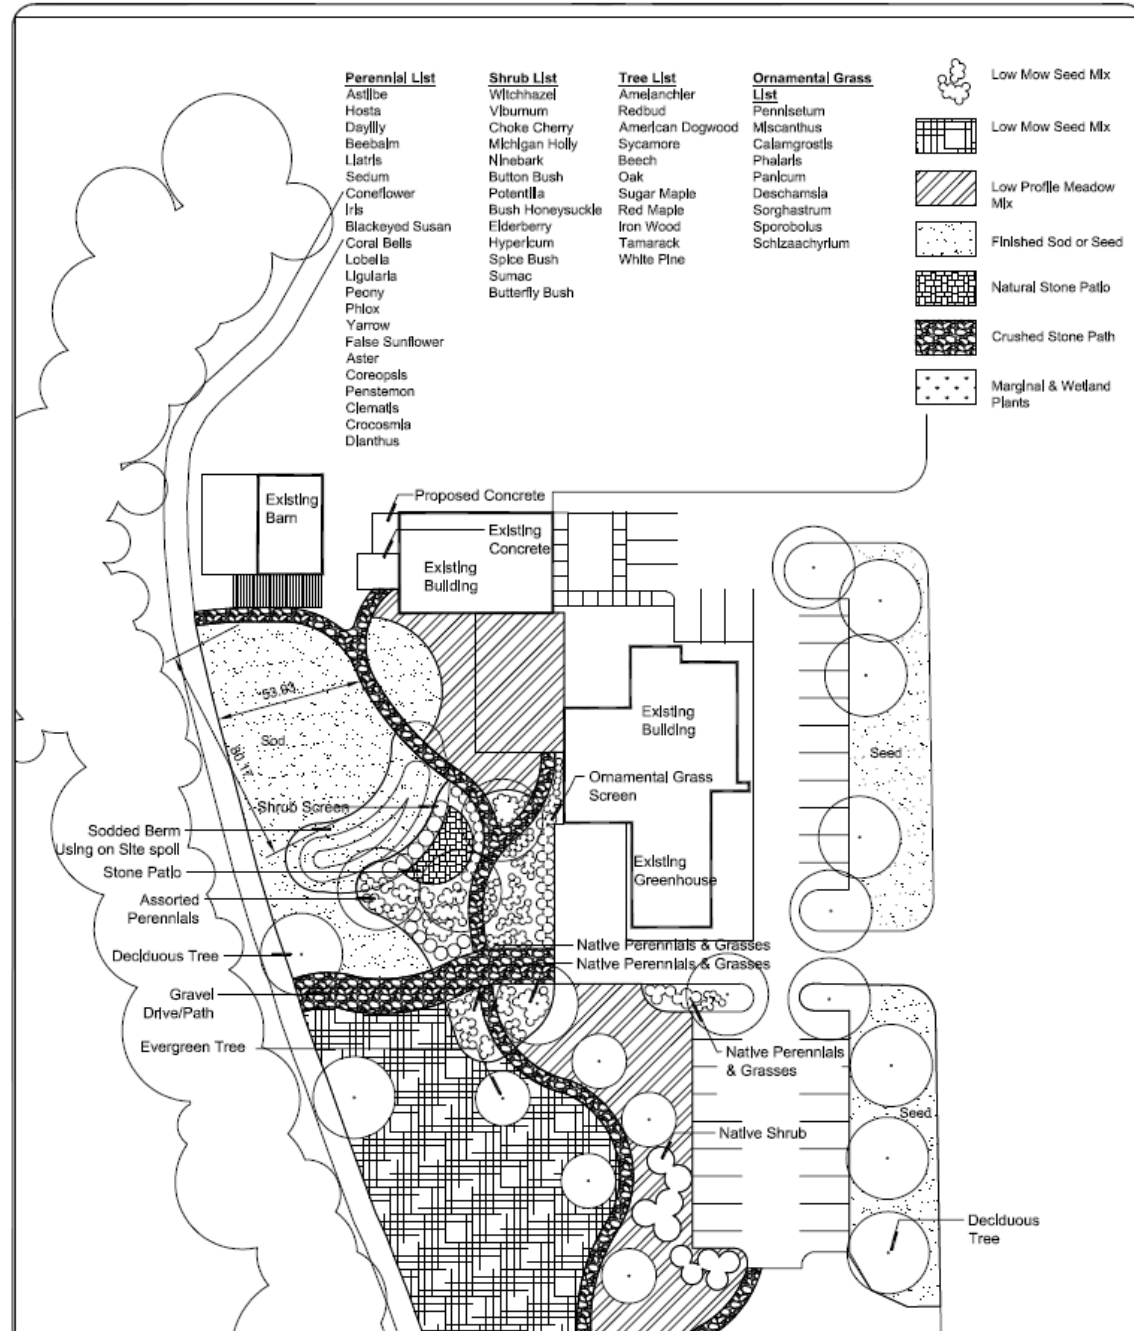 Perennial List
Astilbe
Hosta
Daylily
Beebalm
Liatris
Sedum
Coneflower
Iris
Blackeyed Susan
Coral Bells
Lobelia
Ligularia
Peony
Phlox
Yarrow
False Sunflower
Aster
Coreopsis
Penstemon
Clematis
Crocosmia
Dianthus
Shrub List
Witchhazel
Viburnum
Choke Cherry
Michigan Holly
Ninebark
Button Bush
Potentilla
Bush Honeysuckle
Elderberry
Hypericum
Spice Bush
Sumac
Butterfly Bush
Tree List
Amelanchier
Redbud
American Dogwood
Sycamore
Beech
Oak
Sugar Maple
Red Maple
Iron Wood
Tamarack
White Pine
Ornamental Grass
List
Pennisetum
Miscanthus
Calamgrostis
Phalaris
Panicum
Deschamsia
Sorghastrum
Sporobolus
Schizaachyrium
Low Mow Seed Mix
Low Mow Seed Mix
Low Profile Meadow
Mix
Finished Sod or Seed
Natural Stone Patio
Crushed Stone Path
Marginal & Wetland
Plants
Existing
Barn
Proposed Concrete
Existing
Concrete
Existing
Building
53.63
80.17
Sod
Existing
Building
Seed
Ornamental Grass
Screen
Shrub Screen
Sodded Berm
Using on Site spoil
Stone Patio
Existing
Greenhouse
Assorted
Perennials
Native Perennials & Grasses
Native Perennials & Grasses
Deciduous Tree
Gravel
Drive/Path
Evergreen Tree
Native Perennials
& Grasses
Seed
Native Shrub
Deciduous
Tree